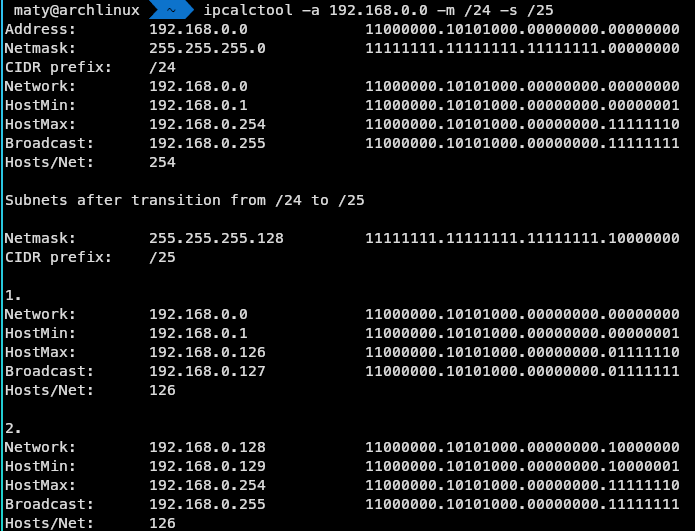 maty@archlinux ~ ipcalctool -a 192.168.0.0 -m /24 -s /25
Address: 192.168.0.0 11000000.10101000.00000000.00000000
Netmask: 255.255.255.0 11111111.11111111.11111111.00000000
CIDR prefix: /24
Network: 192.168.0.0 11000000.10101000.00000000.00000000
HostMin: 192.168.0.1 11000000.10101000.00000000.00000001
HostMax: 192.168.0.254 11000000.10101000.00000000.11111110
Broadcast: 192.168.0.255 11000000.10101000.00000000.11111111
Hosts/Net: 254
Subnets after transition from /24 to /25
Netmask: 255.255.255.128 11111111.11111111.11111111.10000000
CIDR prefix: /25
1.
Network: 192.168.0.0 11000000.10101000.00000000.00000000
HostMin: 192.168.0.1 11000000.10101000.00000000.00000001
HostMax: 192.168.0.126 11000000.10101000.00000000.01111110
Broadcast: 192.168.0.127 11000000.10101000.00000000.01111111
Hosts/Net: 126
2.
Network: 192.168.0.128 11000000.10101000.00000000.10000000
HostMin: 192.168.0.129 11000000.10101000.00000000.10000001
HostMax: 192.168.0.254 11000000.10101000.00000000.11111110
Broadcast: 192.168.0.255 11000000.10101000.00000000.11111111
Hosts/Net: 126